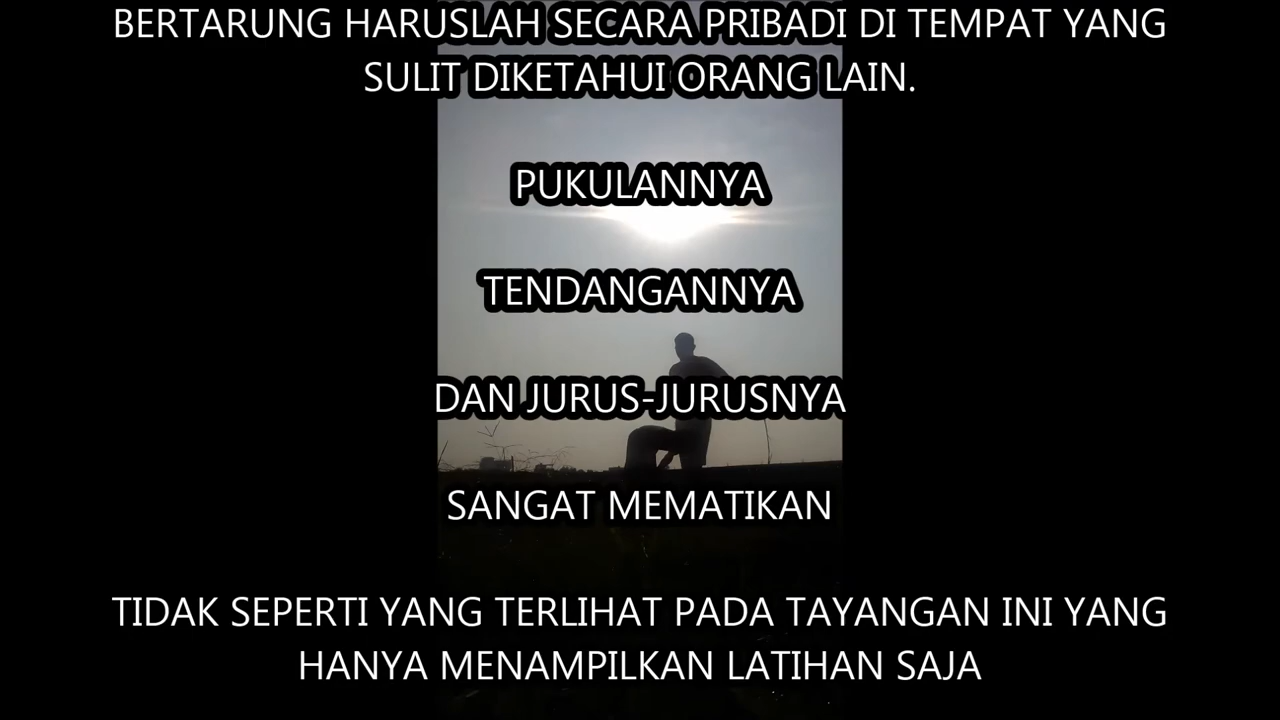 BERTARUNG HARUSLAH SECARA PRIBADI DI TEMPAT YANG
SULIT DIKETAHUI ORANG LAIN.
PUKULANNYA
TENDANGANNYA
DAN JURUS-JURUSNYA
SANGAT MEMATIKAN
TIDAK SEPERTI YANG TERLIHAT PADA TAYANGAN INI YANG
HANYA MENAMPILKAN LATIHAN SAJA